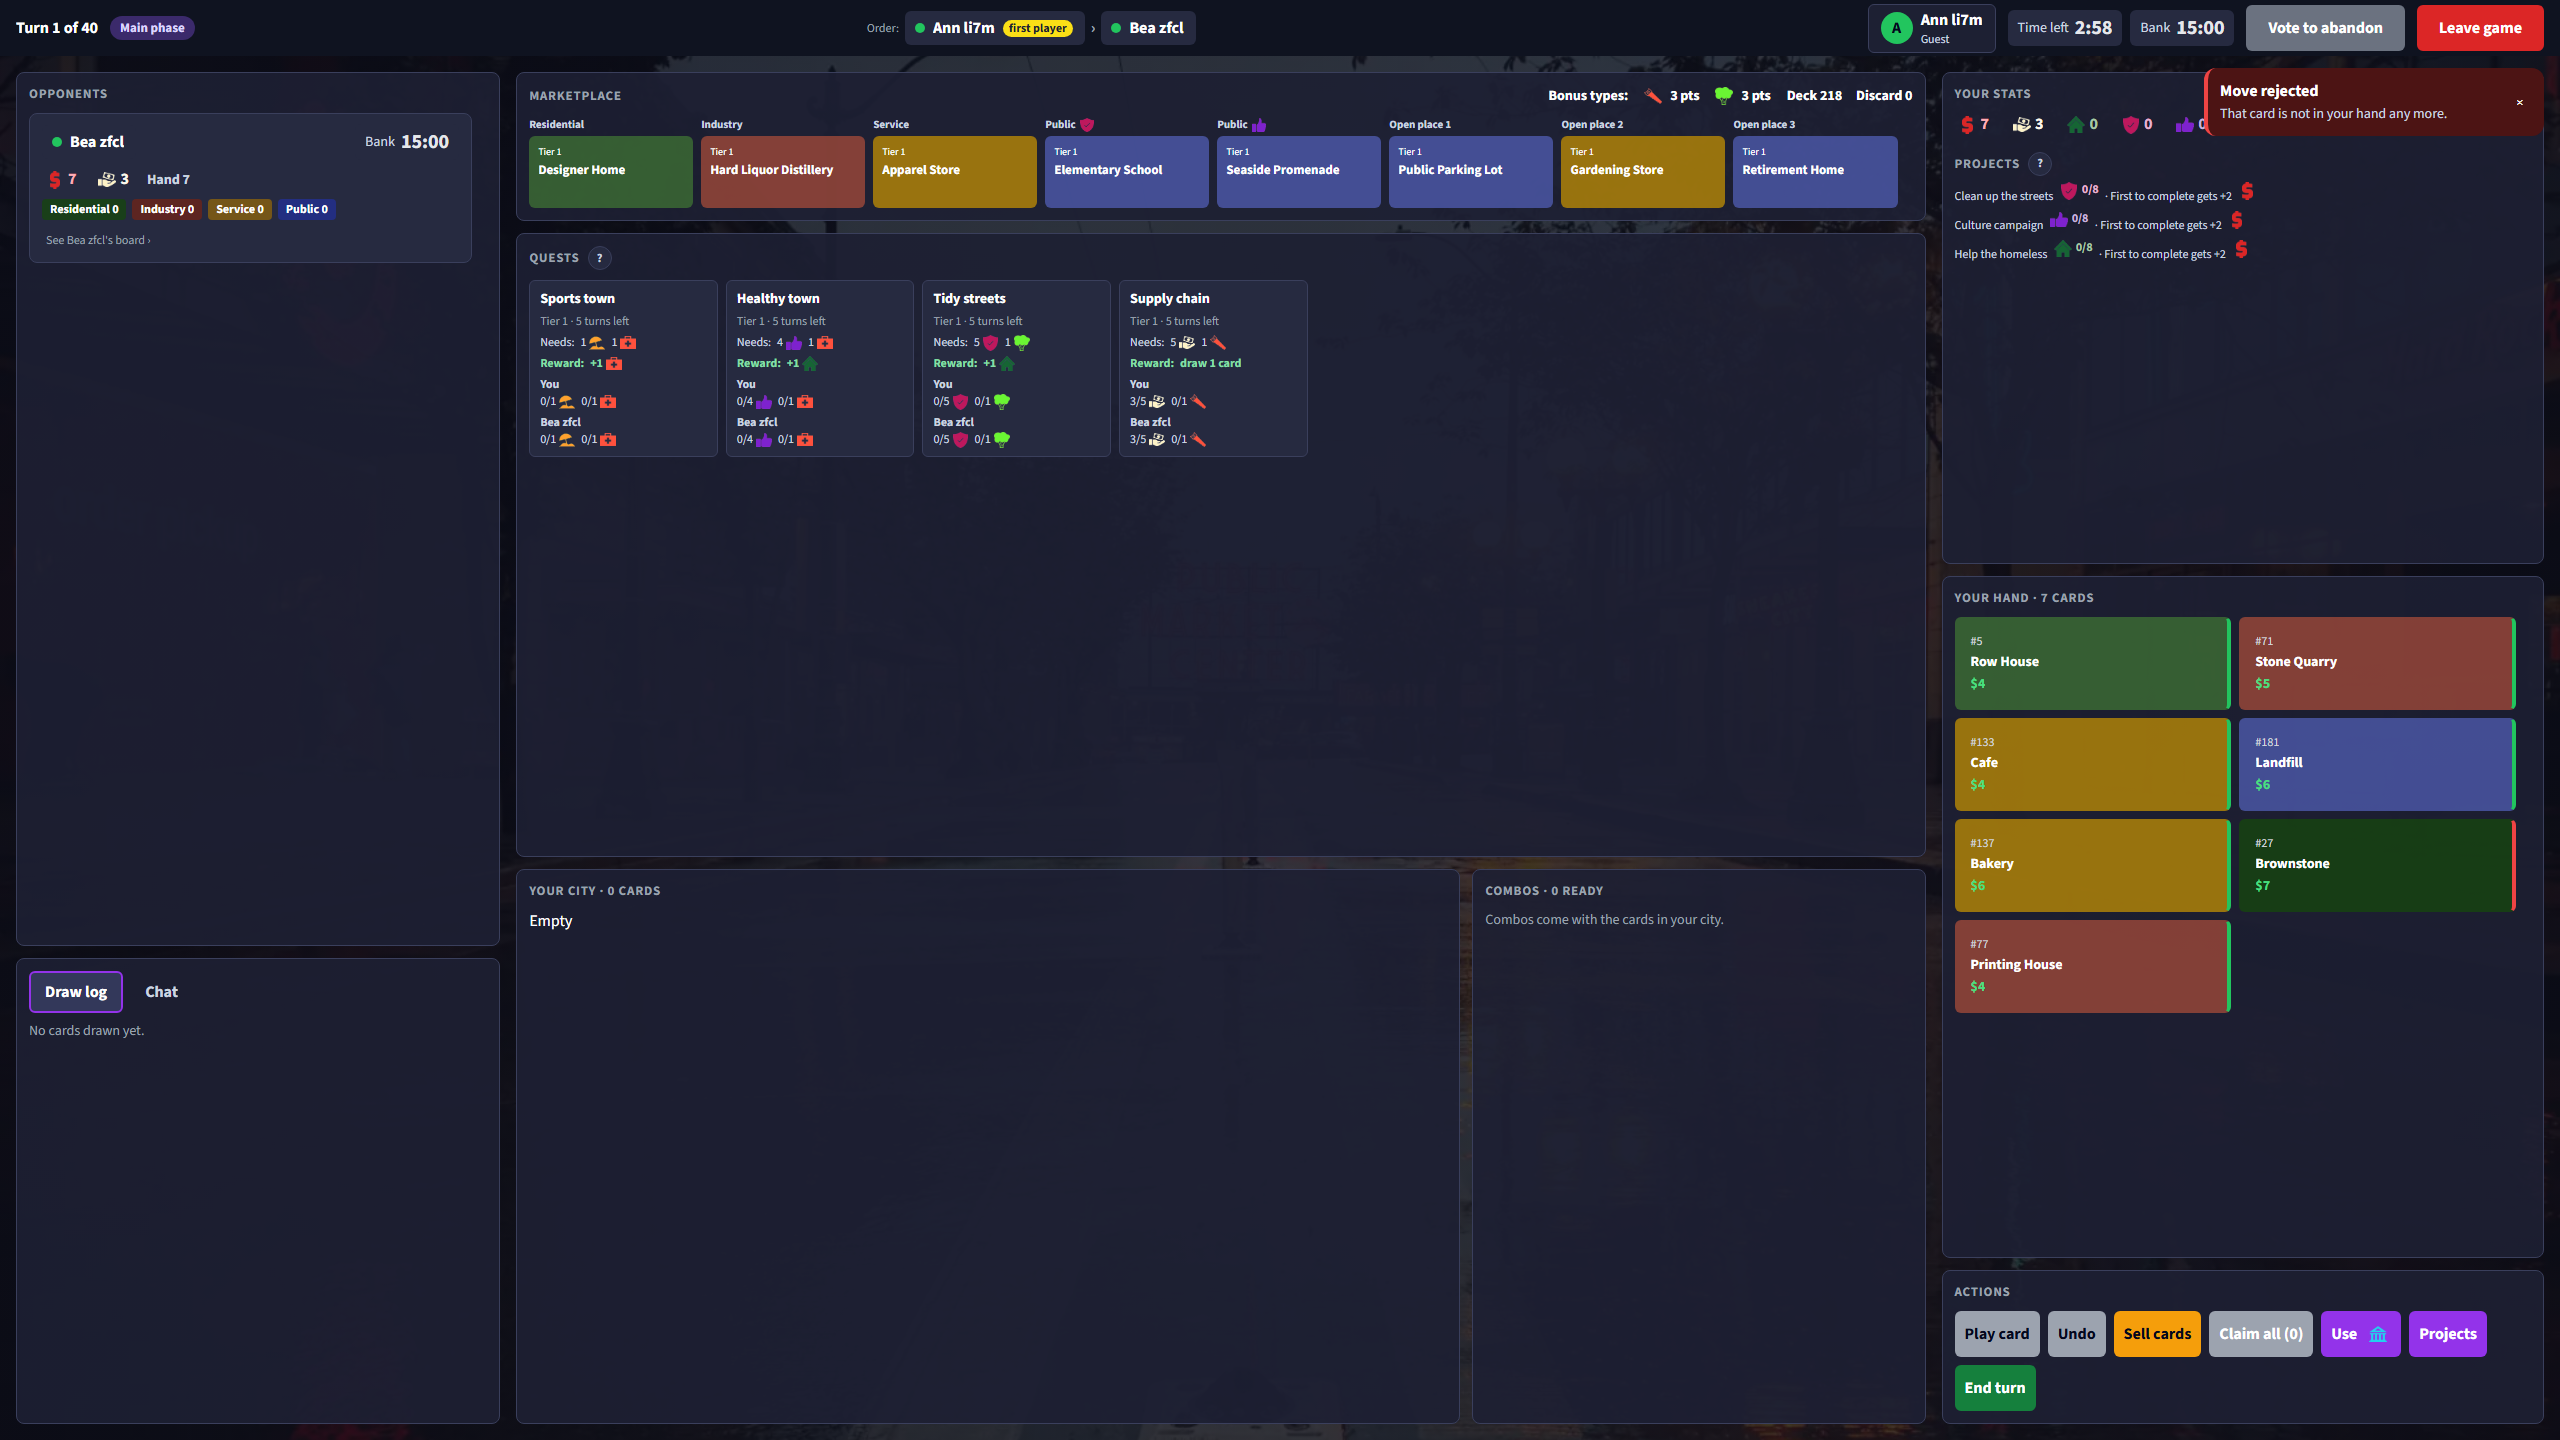 Turn 1 of 40 Main phase
Order: Ann li7m first player › Bea zfcl
A Ann li7m
Guest
Time left 2:58
Bank 15:00
Vote to abandon
Leave game
OPPONENTS
Bea zfcl Bank 15:00
$ 7 3 Hand 7
Residential 0 Industry 0 Service 0 Public 0
See Bea zfcl's board ›
MARKETPLACE
Bonus types: 3 pts 3 pts Deck 218 Discard 0
Residential Industry Service Public Public Open place 1 Open place 2 Open place 3
Tier 1 Tier 1 Tier 1 Tier 1 Tier 1 Tier 1 Tier 1 Tier 1
Designer Home Hard Liquor Distillery Apparel Store Elementary School Seaside Promenade Public Parking Lot Gardening Store Retirement Home
QUESTS ?
Sports town
Tier 1 · 5 turns left
Needs: 1 1
Reward: +1
You
0/1 0/1
Bea zfcl
0/1 0/1
Healthy town
Tier 1 · 5 turns left
Needs: 4 1
Reward: +1
You
0/4 0/1
Bea zfcl
0/4 0/1
Tidy streets
Tier 1 · 5 turns left
Needs: 5 1
Reward: +1
You
0/5 0/1
Bea zfcl
0/5 0/1
Supply chain
Tier 1 · 5 turns left
Needs: 5 1
Reward: draw 1 card
You
3/5 0/1
Bea zfcl
3/5 0/1
YOUR STATS
$ 7 3 0 0 0
Move rejected
That card is not in your hand any more.
×
PROJECTS ?
Clean up the streets 0/8 · First to complete gets +2 $
Culture campaign 0/8 · First to complete gets +2 $
Help the homeless 0/8 · First to complete gets +2 $
YOUR HAND · 7 CARDS
#5
Row House
$4
#71
Stone Quarry
$5
#133
Cafe
$4
#181
Landfill
$6
#137
Bakery
$6
#27
Brownstone
$7
#77
Printing House
$4
YOUR CITY · 0 CARDS
Empty
COMBOS · 0 READY
Combos come with the cards in your city.
Draw log Chat
No cards drawn yet.
ACTIONS
Play card Undo Sell cards Claim all (0) Use Projects
End turn